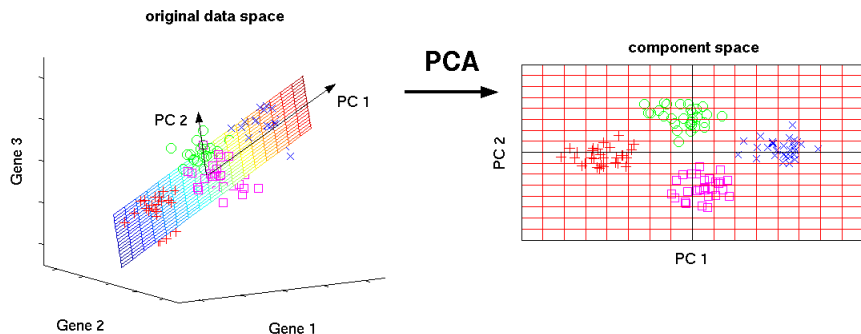 original data space
PCA
component space
PC 1
PC 2
Gene 3
Gene 2
Gene 1
PC 2
PC 1